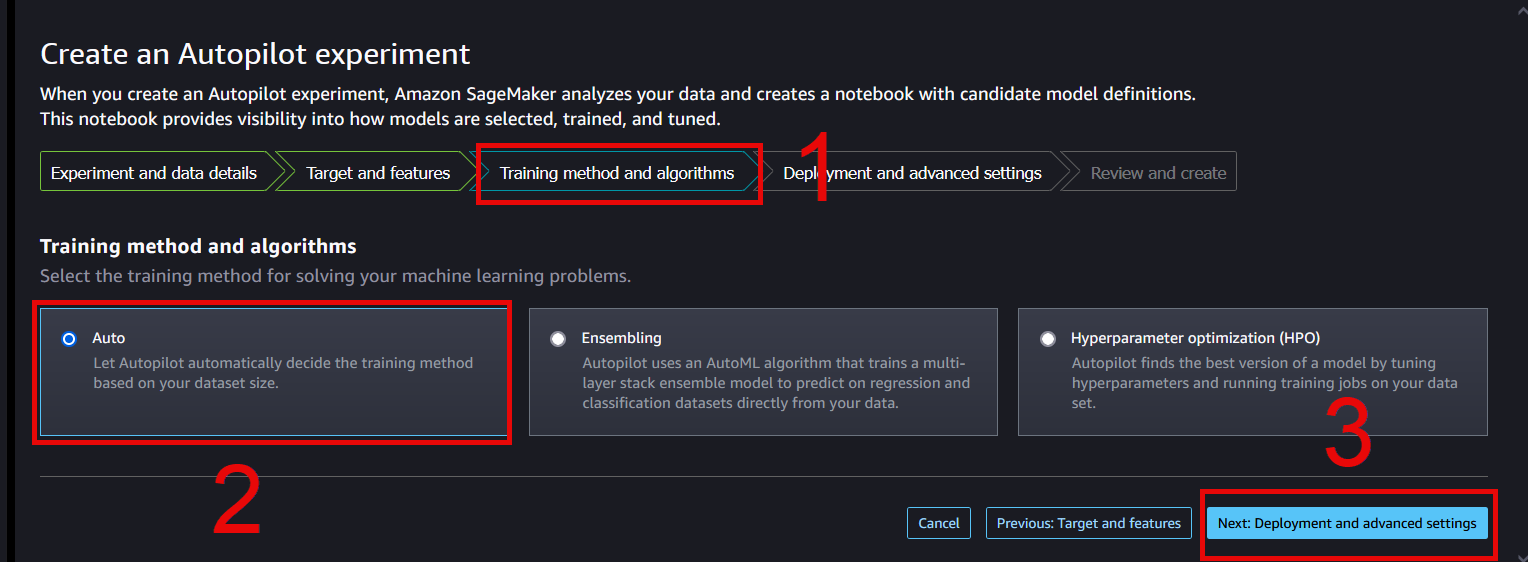 Create an Autopilot experiment
When you create an Autopilot experiment, Amazon SageMaker analyzes your data and creates a notebook with candidate model definitions.
This notebook provides visibility into how models are selected, trained, and tuned.
Experiment and data details
Target and features
Training method and algorithms
1
Deployment and advanced settings
Review and create
Training method and algorithms
Select the training method for solving your machine learning problems.
Auto
Let Autopilot automatically decide the training method
based on your dataset size.
Ensembling
Autopilot uses an AutoML algorithm that trains a multi-
layer stack ensemble model to predict on regression and
classification datasets directly from your data.
Hyperparameter optimization (HPO)
Autopilot finds the best version of a model by tuning
hyperparameters and running training jobs on your data
set.
2
3
Cancel
Previous: Target and features
Next: Deployment and advanced settings